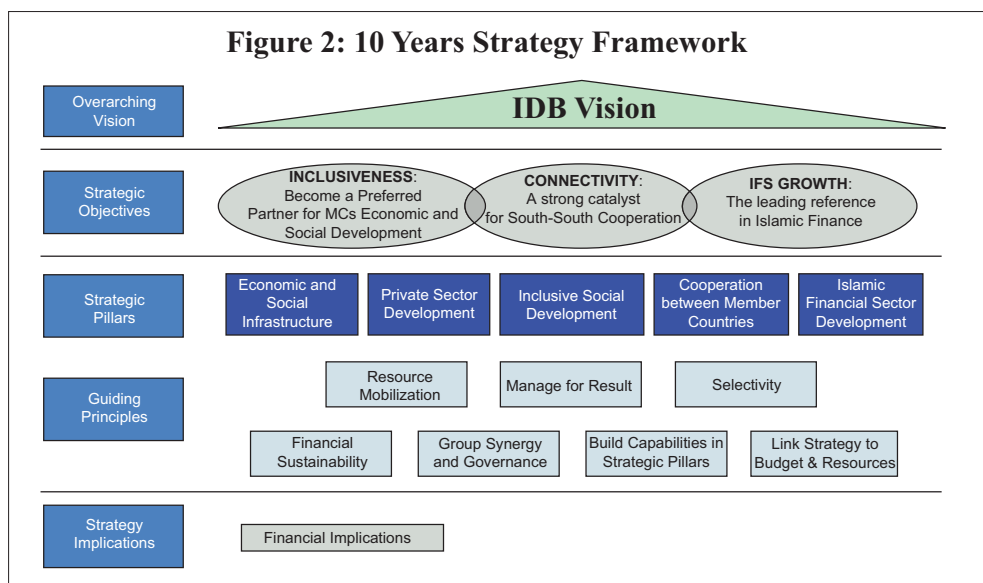 Figure 2: 10 Years Strategy Framework
Overarching
Vision
IDB Vision
Strategic
Objectives
INCLUSIVENESS:
Become a Preferred
Partner for MCs Economic and
Social Development
CONNECTIVITY:
A strong catalyst
for South-South Cooperation
IFS GROWTH:
The leading reference
in Islamic Finance
Strategic
Pillars
Economic and
Social
Infrastructure
Private Sector
Development
Inclusive Social
Development
Cooperation
between Member
Countries
Islamic
Financial Sector
Development
Guiding
Principles
Resource
Mobilization
Manage for Result
Selectivity
Financial
Sustainability
Group Synergy
and Governance
Build Capabilities in
Strategic Pillars
Link Strategy to
Budget & Resources
Strategy
Implications
Financial Implications